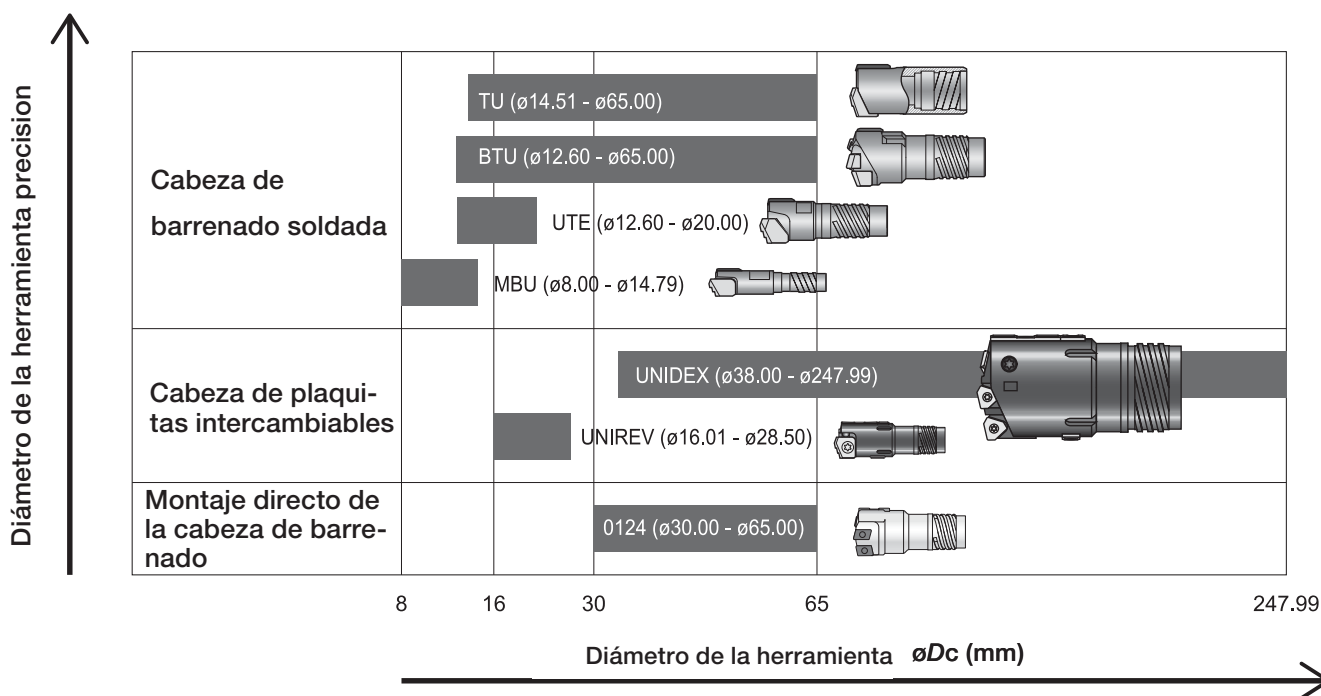 Diámetro de la herramienta precision
Cabeza de
barrenado soldada
TU (ø14.51 - ø65.00)
BTU (ø12.60 - ø65.00)
UTE (ø12.60 - ø20.00)
MBU (ø8.00 - ø14.79)
Cabeza de plaqui-
tas intercambiables
UNIDEX (ø38.00 - ø247.99)
UNIREV (ø16.01 - ø28.50)
Montaje directo de
la cabeza de barre-
nado
0124 (ø30.00 - ø65.00)
8 16 30 65 247.99
Diámetro de la herramienta øDc (mm)